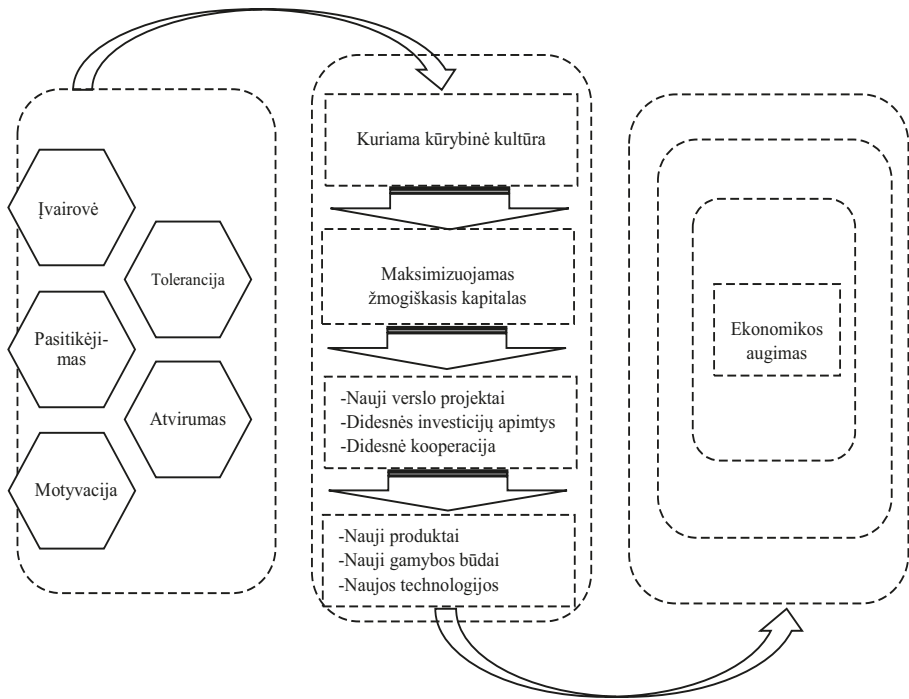 Įvairovė
Tolerancija
Pasitikėji-
mas
Atvirumas
Motyvacija
Kuriama kūrybinė kultūra
Maksimizuojamas
žmogiškasis kapitalas
-Nauji verslo projektai
-Didesnės investicijų apimtys
-Didesnė kooperacija
-Nauji produktai
-Nauji gamybos būdai
-Naujos technologijos
Ekonomikos
augimas